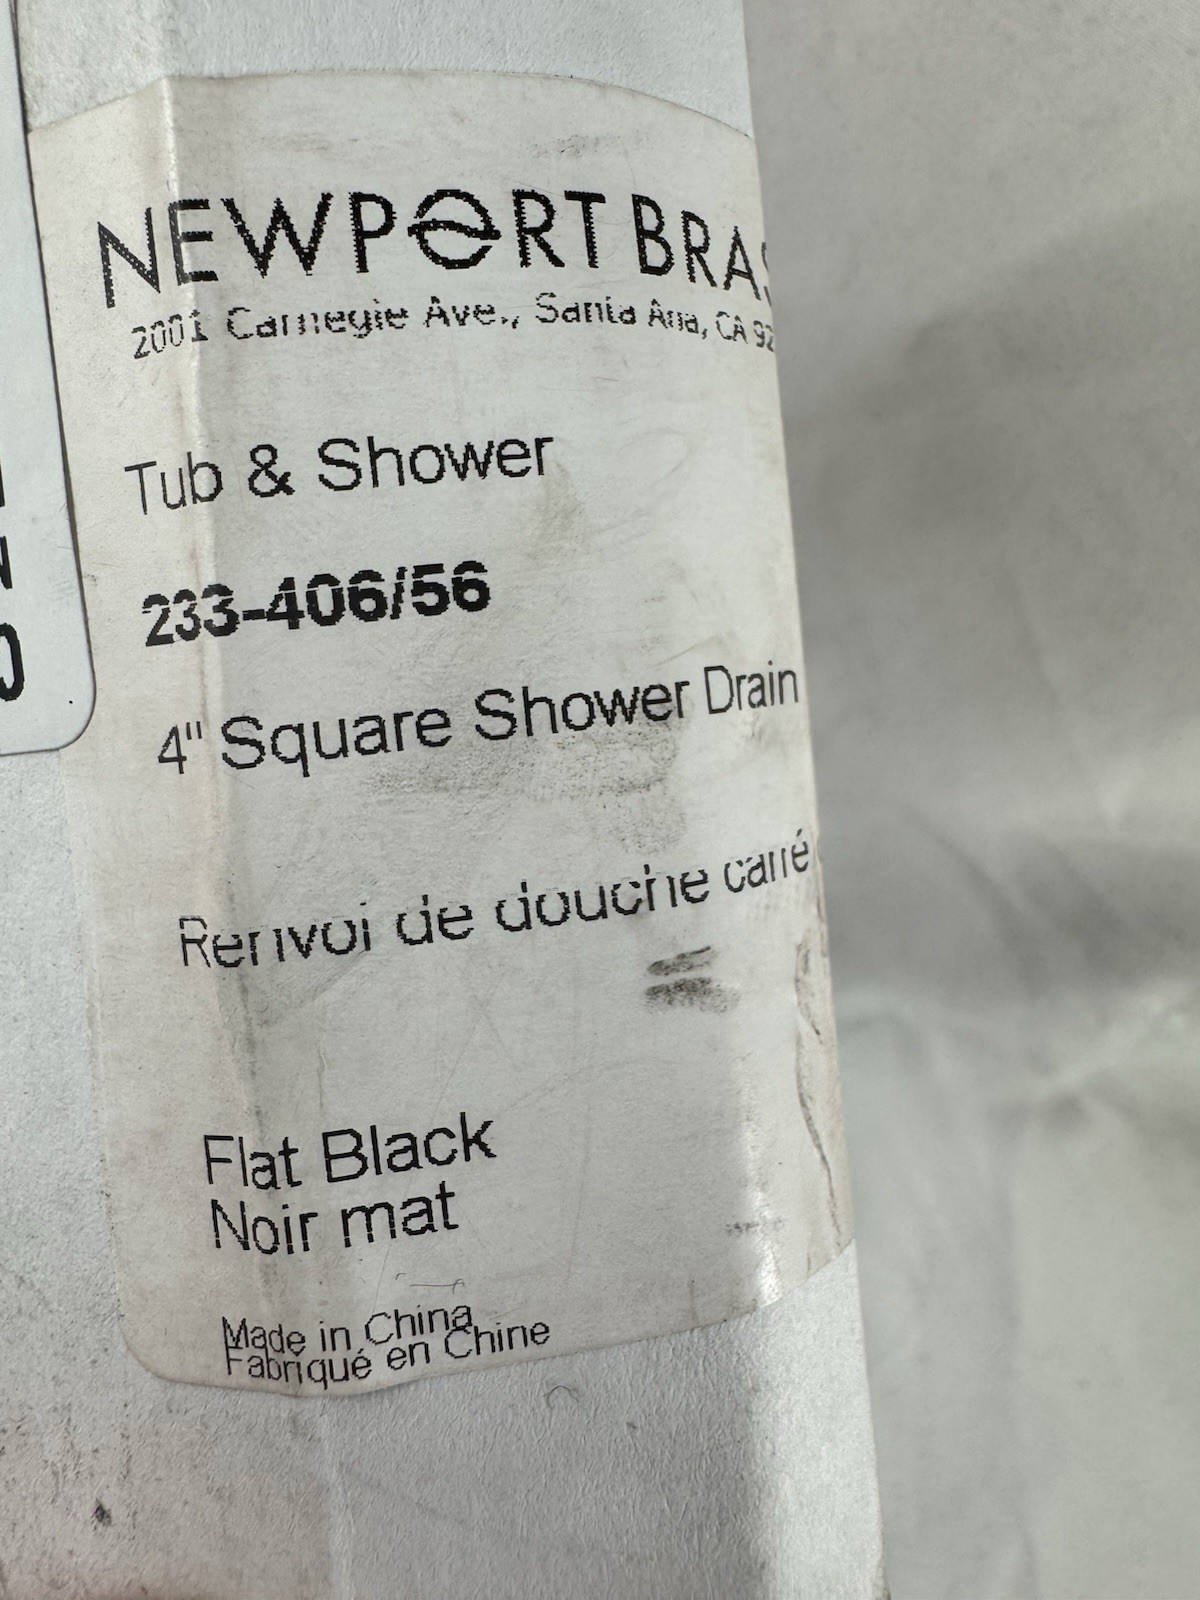 NEWPORT BRAS
2001 Carnegie Ave., Santa Ana, CA 92
Tub & Shower
233-406/56
4" Square Shower Drain
Renvoi de douche carré
Flat Black
Noir mat
Made in China
Fabriqué en Chine